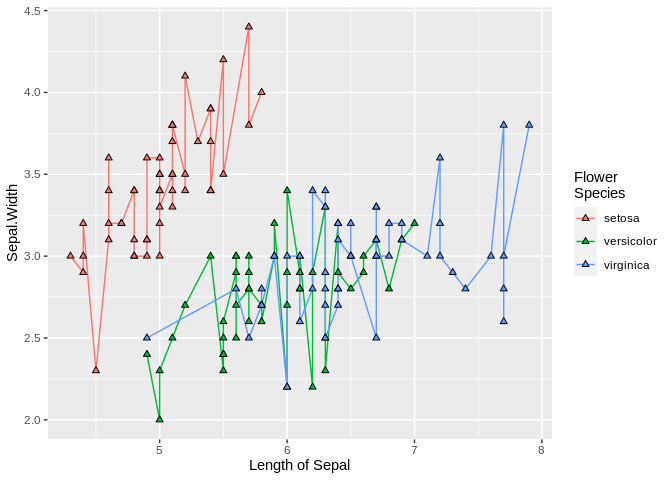 4.5
4.0
3.5
3.0
2.5
2.0
Sepal.Width
5
6
7
8
Length of Sepal
Flower
Species
setosa
versicolor
virginica